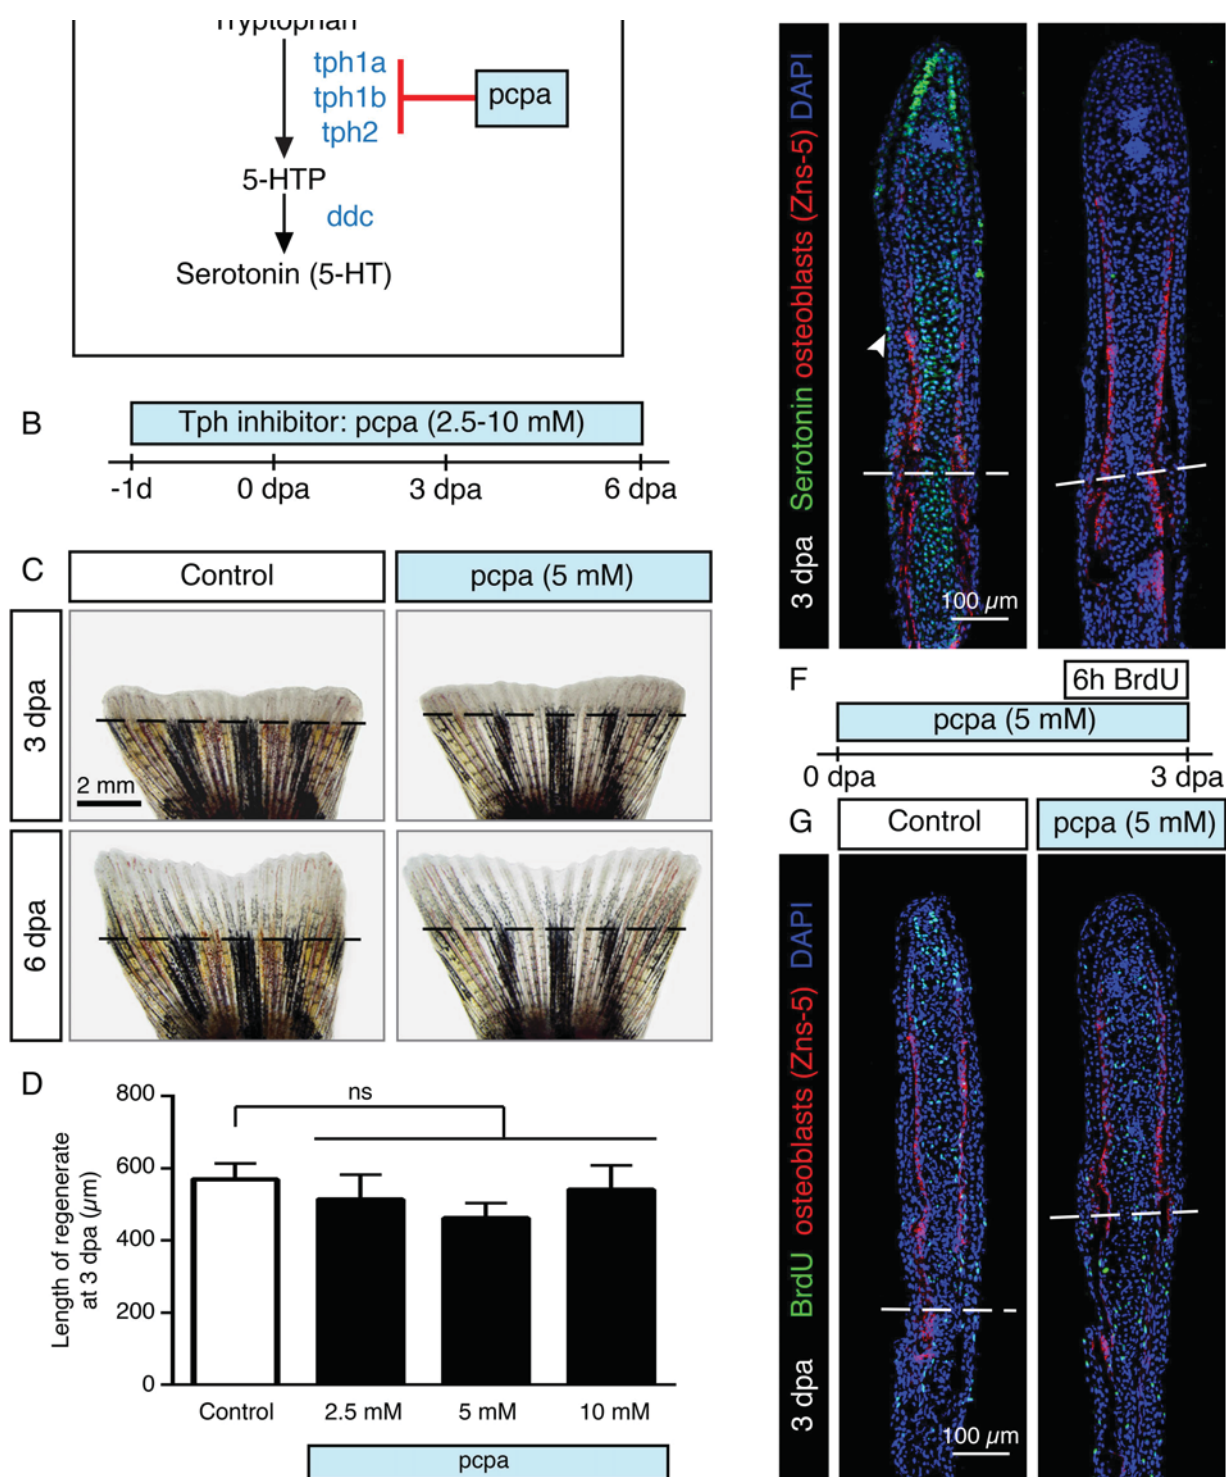 Tryptophan
tph1a
tph1b
tph2
pcpa
5-HTP
ddc
Serotonin (5-HT)
B
Tph inhibitor: pcpa (2.5-10 mM)
-1d 0 dpa 3 dpa 6 dpa
C
Control pcpa (5 mM)
3 dpa
2 mm
6 dpa
D
Length of regenerate
at 3 dpa (µm)
800
600
400
200
0
ns
Control 2.5 mM 5 mM 10 mM
pcpa
3 dpa Serotonin osteoblasts (Zns-5) DAPI
100 µm
F
6h BrdU
pcpa (5 mM)
0 dpa 3 dpa
G
Control pcpa (5 mM)
3 dpa BrdU osteoblasts (Zns-5) DAPI
100 µm